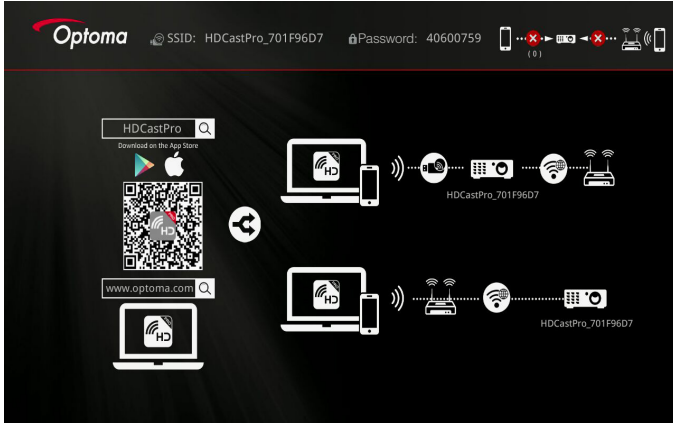 Optoma
SSID: HDCastPro_701F96D7
Password: 40600759
(0)
HDCastPro
Download on the App Store
HD
www.optoma.com
HD
HD
HDCastPro_701F96D7
HD
HDCastPro_701F96D7